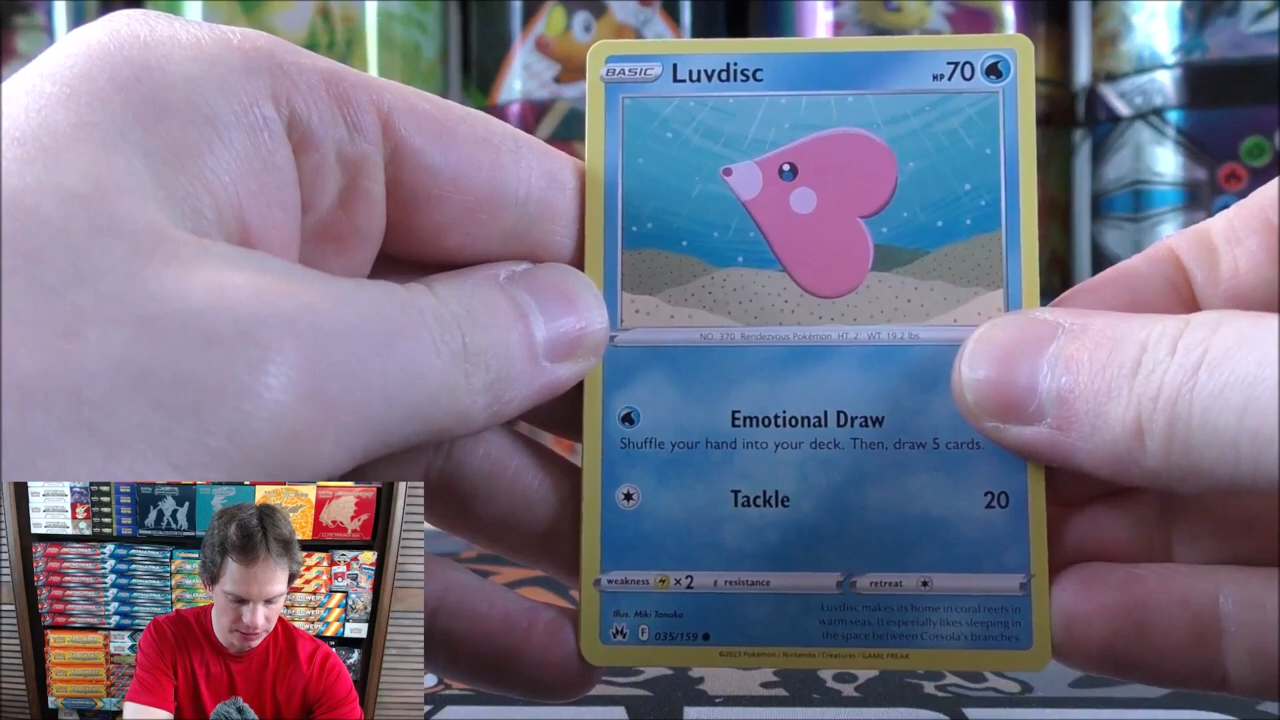 BASIC Luvdisc HP 70
NO. 370 Rendezvous Pokémon HT: 2' WT: 19.2 lbs.
Emotional Draw
Shuffle your hand into your deck. Then, draw 5 cards.
Tackle 20
weakness ×2 resistance retreat
Illus. Miki Tanaka
F 035/159
Luvdisc makes its home in coral reefs in
warm seas. It especially likes sleeping in
the space between Corsola's branches
©2023 Pokémon / Nintendo / Creatures / GAME FREAK